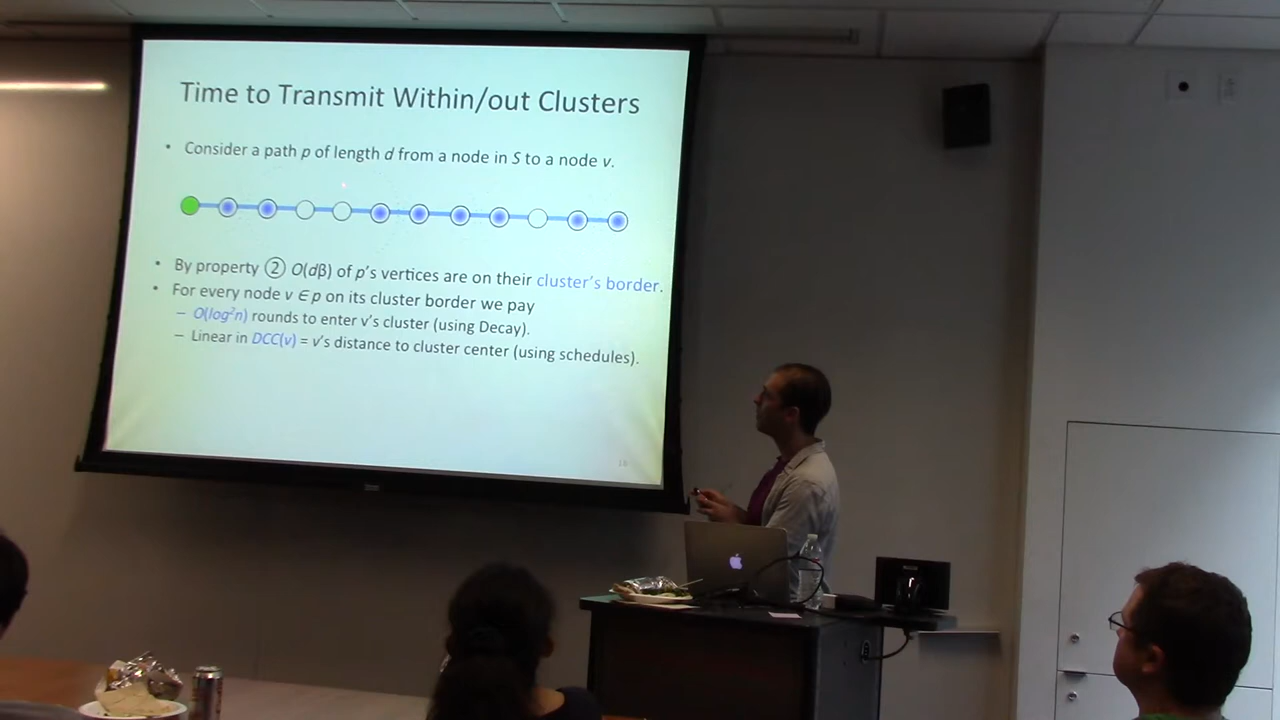 Time to Transmit Within/out Clusters
• Consider a path p of length d from a node in S to a node v.
• By property ② O(dβ) of p's vertices are on their cluster's border.
• For every node v ∈ p on its cluster border we pay
– O(log²n) rounds to enter v's cluster (using Decay).
– Linear in DCC(v) = v's distance to cluster center (using schedules).
18